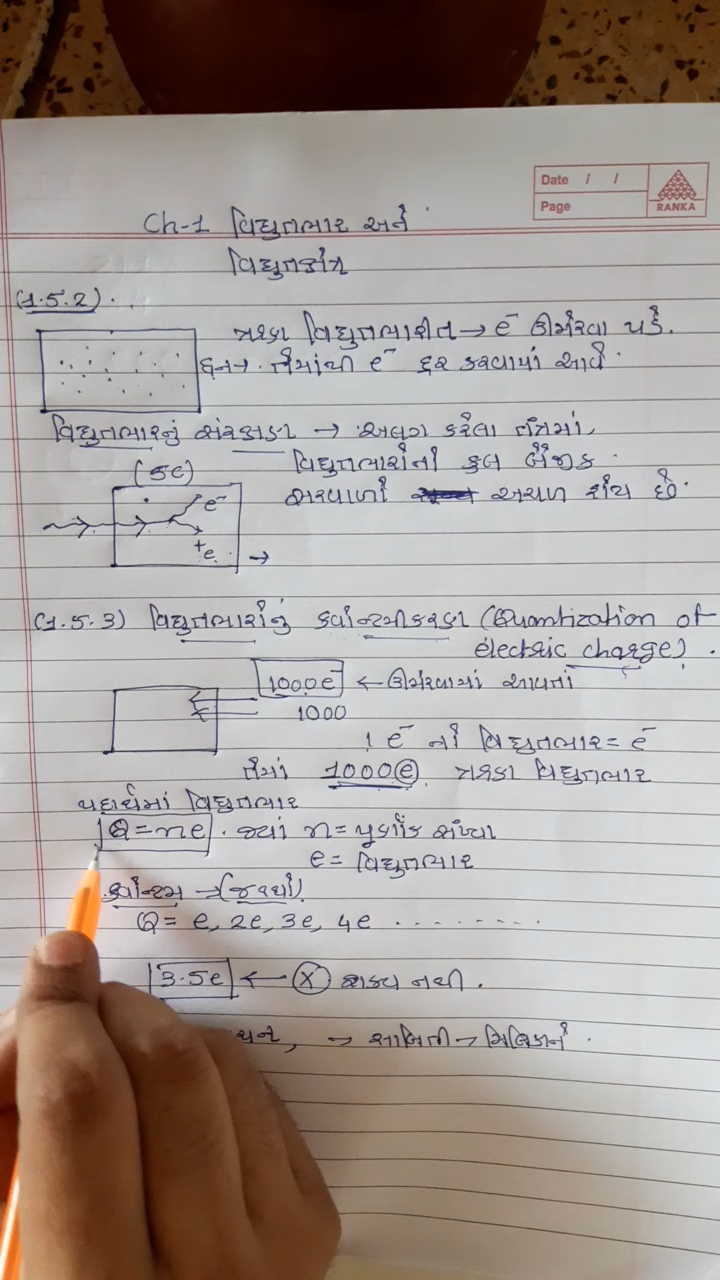 Date / /
Page
RANKA
Ch-1 વિદ્યુતભાર અને
વિદ્યુતક્ષેત્ર
(1.5.2).
ઋણ વિદ્યુતભારીત → e⁻ ઉમેરવા પડે.
ધન → તેમાંથી e⁻ દૂર કરવામાં આવે.
વિદ્યુતભારનું સંરક્ષણ → અલગ કરેલા તંત્રમાં,
(SE) વિદ્યુતભારોનો કુલ બૈજીક
સરવાળો અચળ રહે છે.
e⁻
+e. →
(1.5.3) વિદ્યુતભારોનું ક્વોન્ટમીકરણ (Quantization of
electric charge).
1000e⁻ ← ઉમેરવામાં આવતાં
1000
1 e⁻ નો વિદ્યુતભાર = e⁻
તેમાં 1000e ઋણ વિદ્યુતભાર
પદાર્થમાં વિદ્યુતભાર
Q=ne. જ્યાં n = પૂર્ણાંક સંખ્યા
e = વિદ્યુતભાર
ક્વોન્ટમ → (જથ્થો)
Q = e, 2e, 3e, 4e . . . . . . . .
3.5e ← X શક્ય નથી.
→ સાબિતી → મિલિકાને.